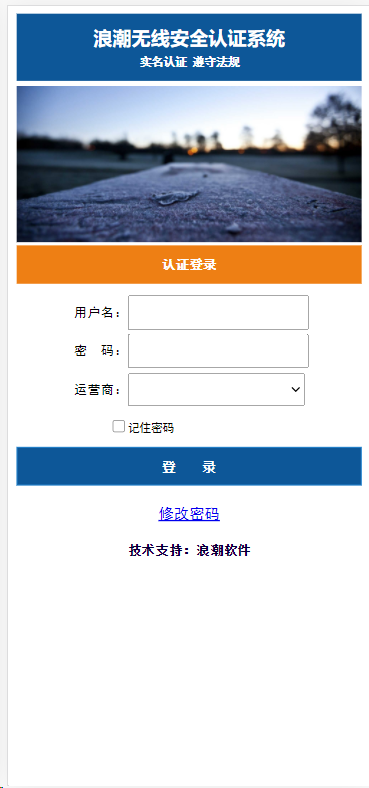 浪潮无线安全认证系统
实名认证 遵守法规
认证登录
用户名：
密　码：
运营商：
记住密码
登　录
修改密码
技术支持：浪潮软件